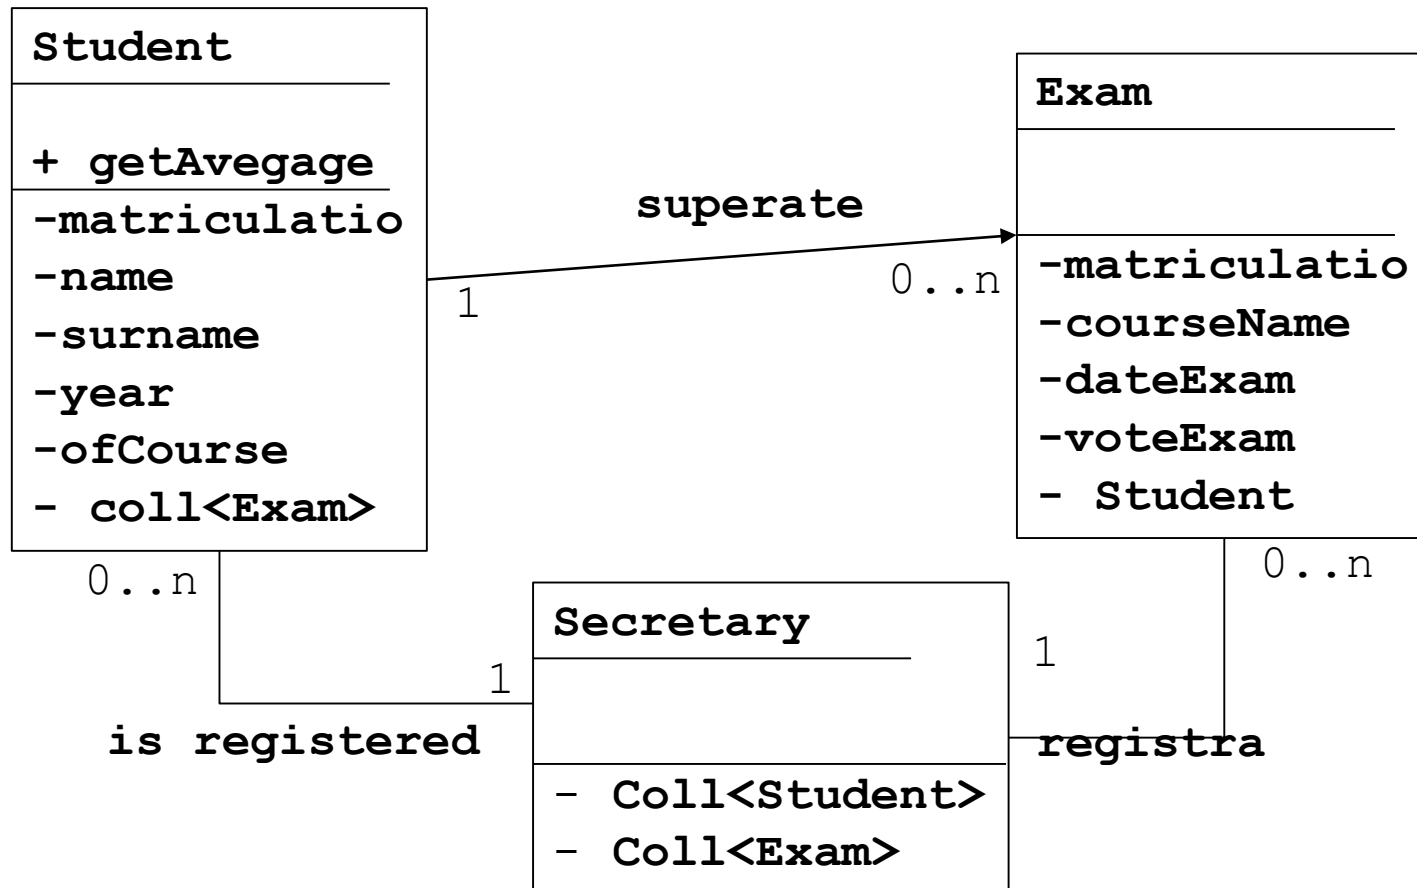 Student
+ getAvegage
-matriculatio
-name
-surname
-year
-ofCourse
- coll<Exam>
superate
1
0..n
Exam
-matriculatio
-courseName
-dateExam
-voteExam
- Student
0..n
1
is registered
Secretary
- Coll<Student>
- Coll<Exam>
0..n
1
registra